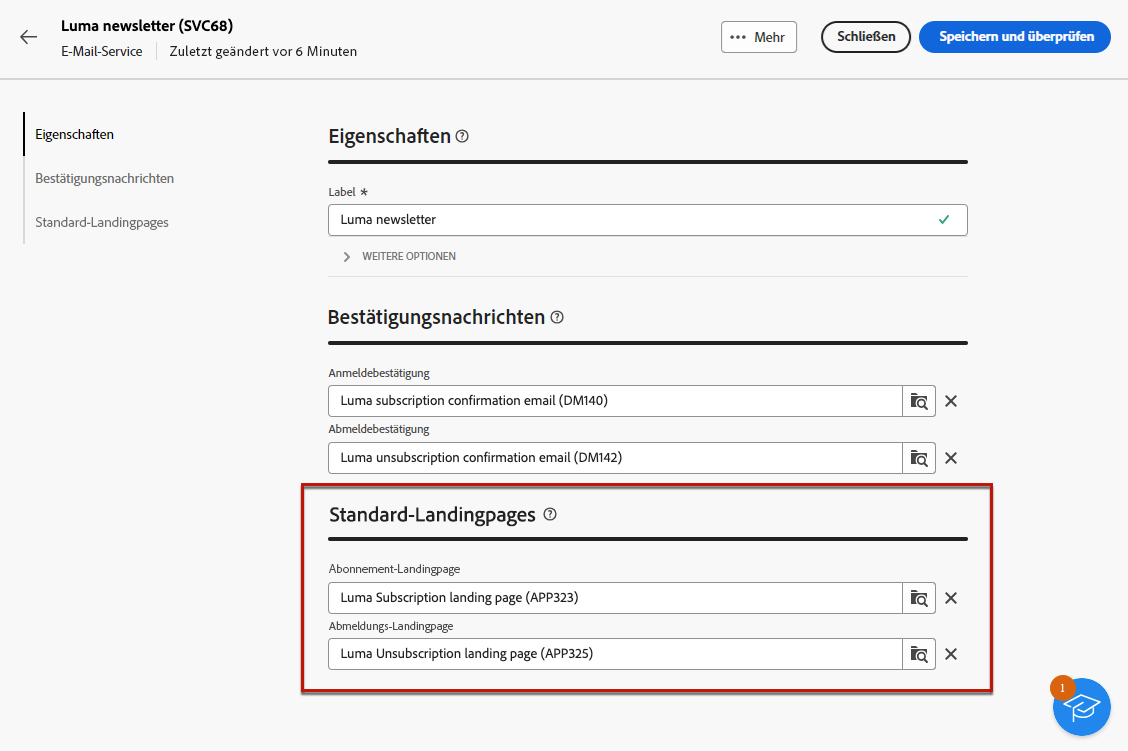 Luma newsletter (SVC68)
E-Mail-Service
Zuletzt geändert vor 6 Minuten
Mehr
Schließen
Speichern und überprüfen
Eigenschaften
Bestätigungsnachrichten
Standard-Landingpages
Eigenschaften
Label *
Luma newsletter
WEITERE OPTIONEN
Bestätigungsnachrichten
Anmeldebestätigung
Luma subscription confirmation email (DM140)
Abmeldebestätigung
Luma unsubscription confirmation email (DM142)
Standard-Landingpages
Abonnement-Landingpage
Luma Subscription landing page (APP323)
Abmeldungs-Landingpage
Luma Unsubscription landing page (APP325)
1